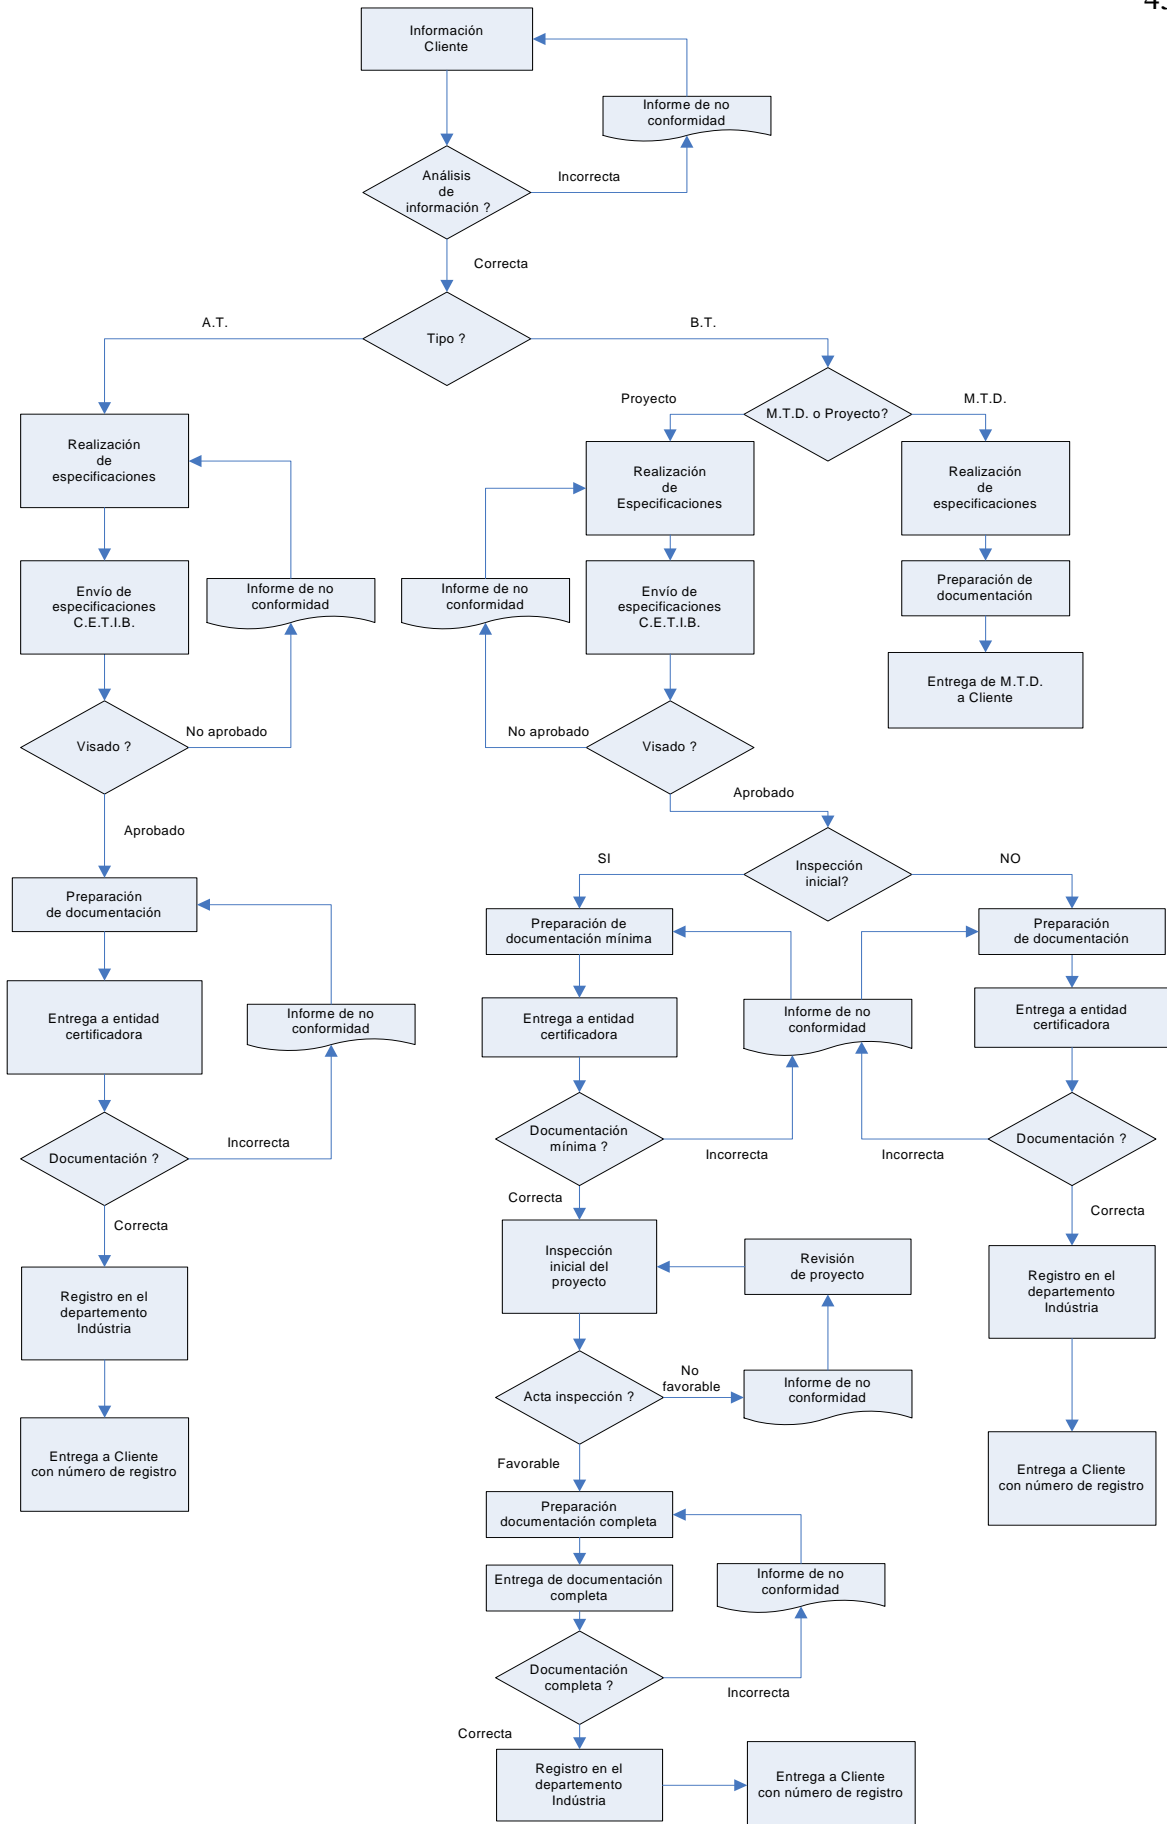 Información
Cliente
Informe de no
conformidad
Análisis
de
información ?
Incorrecta
Correcta
Tipo ?
A.T.
B.T.
M.T.D. o Proyecto?
Proyecto
M.T.D.
Realización
de
especificaciones
Realización
de
Especificaciones
Realización
de
especificaciones
Envío de
especificaciones
C.E.T.I.B.
Informe de no
conformidad
Informe de no
conformidad
Envío de
especificaciones
C.E.T.I.B.
Preparación de
documentación
Entrega de M.T.D.
a Cliente
Visado ?
No aprobado
No aprobado
Visado ?
Aprobado
Aprobado
Inspección
inicial?
SI
NO
Preparación
de documentación
Preparación de
documentación mínima
Preparación
de documentación
Entrega a entidad
certificadora
Informe de no
conformidad
Entrega a entidad
certificadora
Informe de no
conformidad
Entrega a entidad
certificadora
Documentación ?
Incorrecta
Documentación
mínima ?
Incorrecta
Incorrecta
Documentación ?
Correcta
Correcta
Correcta
Registro en el
departemento
Indústria
Inspección
inicial del
proyecto
Revisión
de proyecto
Registro en el
departemento
Indústria
Acta inspección ?
No
favorable
Informe de no
conformidad
Entrega a Cliente
con número de registro
Favorable
Entrega a Cliente
con número de registro
Preparación
documentación completa
Entrega de documentación
completa
Informe de no
conformidad
Documentación
completa ?
Incorrecta
Correcta
Registro en el
departemento
Indústria
Entrega a Cliente
con número de registro